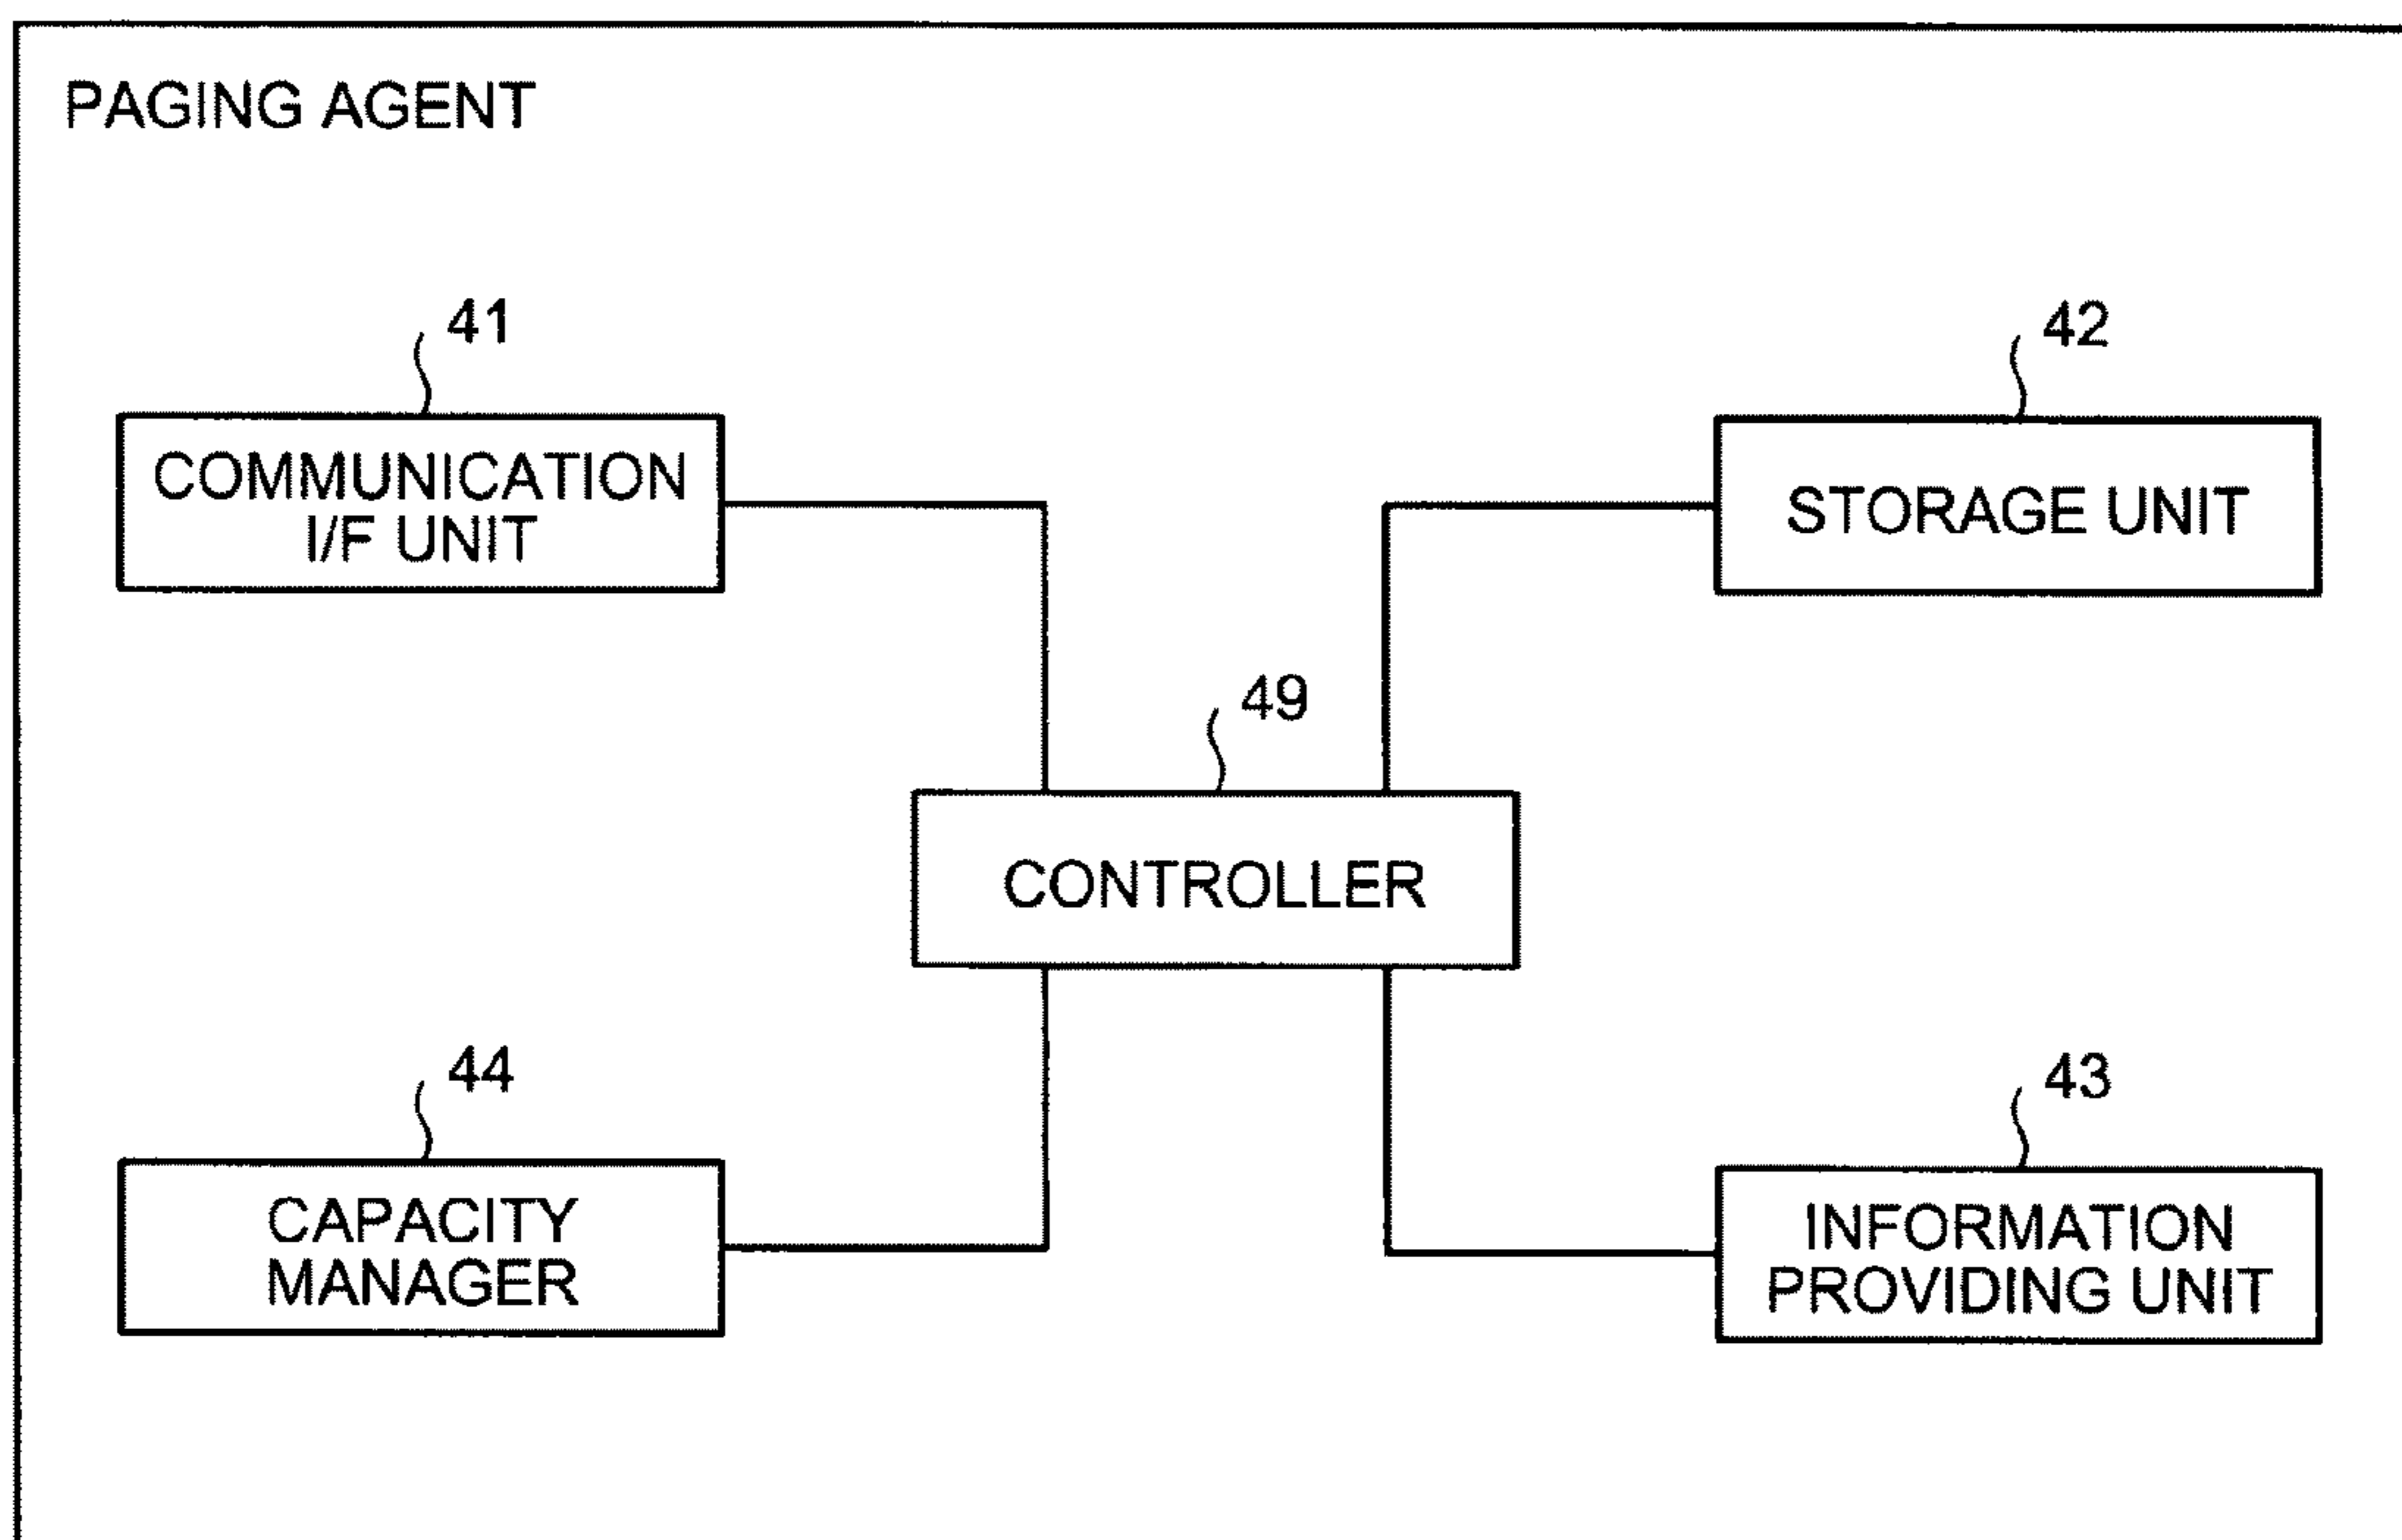 PAGING AGENT
41
42
COMMUNICATION
I/F UNIT
STORAGE UNIT
49
CONTROLLER
44
43
CAPACITY
MANAGER
INFORMATION
PROVIDING UNIT